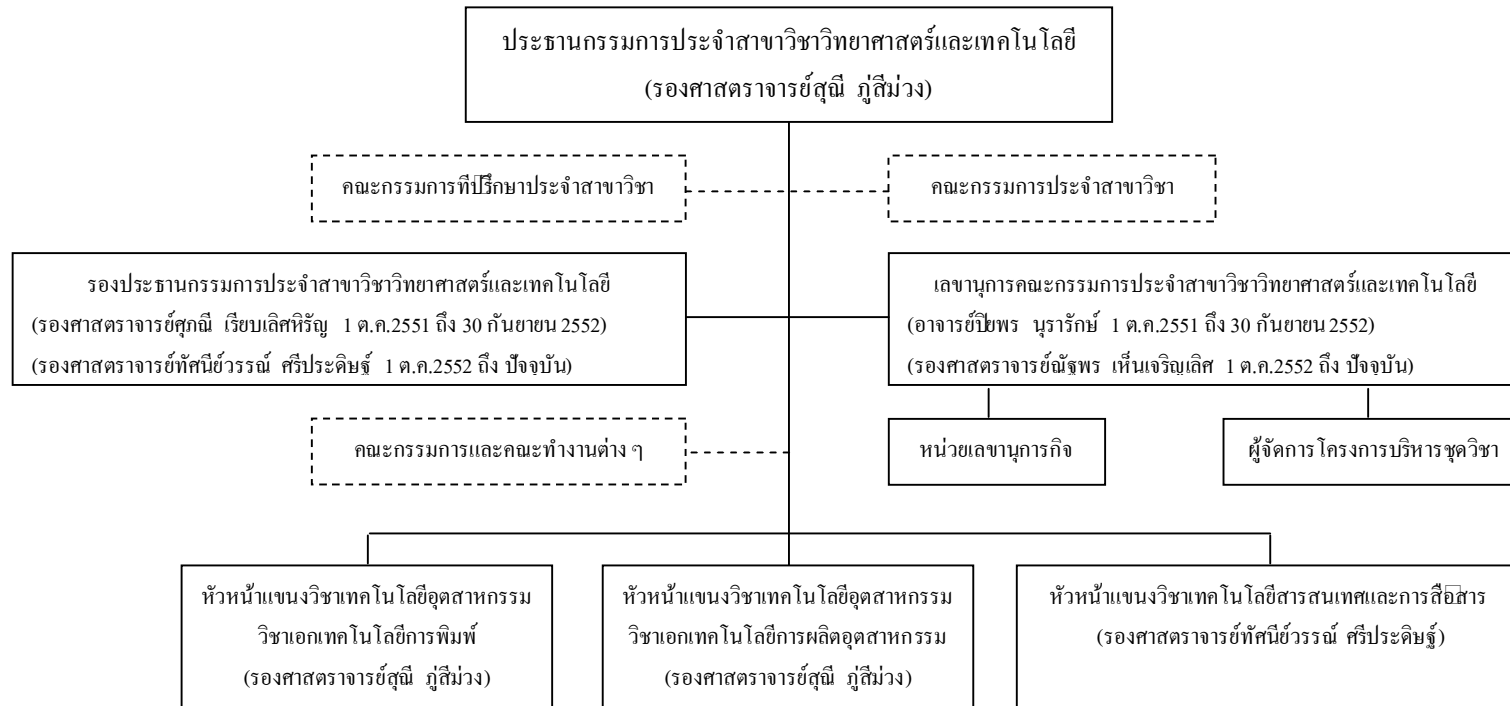 ประธานกรรมการประจำสาขาวิชาวิทยาศาสตร์และเทคโนโลยี
(รองศาสตราจารย์สุณี ภู่สีม่วง)
คณะกรรมการที่ปรึกษาประจำสาขาวิชา
คณะกรรมการประจำสาขาวิชา
รองประธานกรรมการประจำสาขาวิชาวิทยาศาสตร์และเทคโนโลยี
(รองศาสตราจารย์ศุภณี เรียบเลิศหิรัญ 1 ต.ค.2551 ถึง 30 กันยายน 2552)
(รองศาสตราจารย์ทัศนีย์วรรณ์ ศรีประดิษฐ์ 1 ต.ค.2552 ถึง ปัจจุบัน)
เลขานุการคณะกรรมการประจำสาขาวิชาวิทยาศาสตร์และเทคโนโลยี
(อาจารย์ปิยพร นุรารักษ์ 1 ต.ค.2551 ถึง 30 กันยายน 2552)
(รองศาสตราจารย์ณัฐพร เห็นเจริญเลิศ 1 ต.ค.2552 ถึง ปัจจุบัน)
คณะกรรมการและคณะทำงานต่าง ๆ
หน่วยเลขานุการกิจ
ผู้จัดการโครงการบริหารชุดวิชา
หัวหน้าแขนงวิชาเทคโนโลยีอุตสาหกรรม
วิชาเอกเทคโนโลยีการพิมพ์
(รองศาสตราจารย์สุณี ภู่สีม่วง)
หัวหน้าแขนงวิชาเทคโนโลยีอุตสาหกรรม
วิชาเอกเทคโนโลยีการผลิตอุตสาหกรรม
(รองศาสตราจารย์สุณี ภู่สีม่วง)
หัวหน้าแขนงวิชาเทคโนโลยีสารสนเทศและการสื่อสาร
(รองศาสตราจารย์ทัศนีย์วรรณ์ ศรีประดิษฐ์)